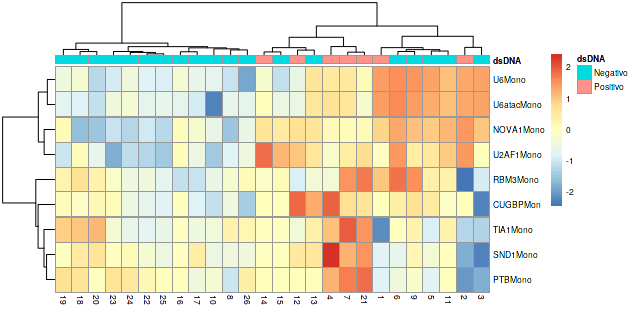 dsDNA
U6Mono
U6atacMono
NOVA1Mono
U2AF1Mono
RBM3Mono
CUGBPMon
TIA1Mono
SND1Mono
PTBMono
19 18 20 23 24 22 25 16 17 10 8 26 14 15 12 13 4 7 21 1 6 9 5 11 2 3
2
1
0
-1
-2
dsDNA
Negativo
Positivo